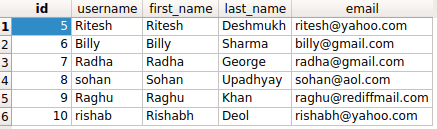 id username first_name last_name email
1 5 Ritesh Ritesh Deshmukh ritesh@yahoo.com
2 6 Billy Billy Sharma billy@gmail.com
3 7 Radha Radha George radha@gmail.com
4 8 sohan Sohan Upadhyay sohan@aol.com
5 9 Raghu Raghu Khan raghu@rediffmail.com
6 10 rishab Rishabh Deol rishabh@yahoo.com